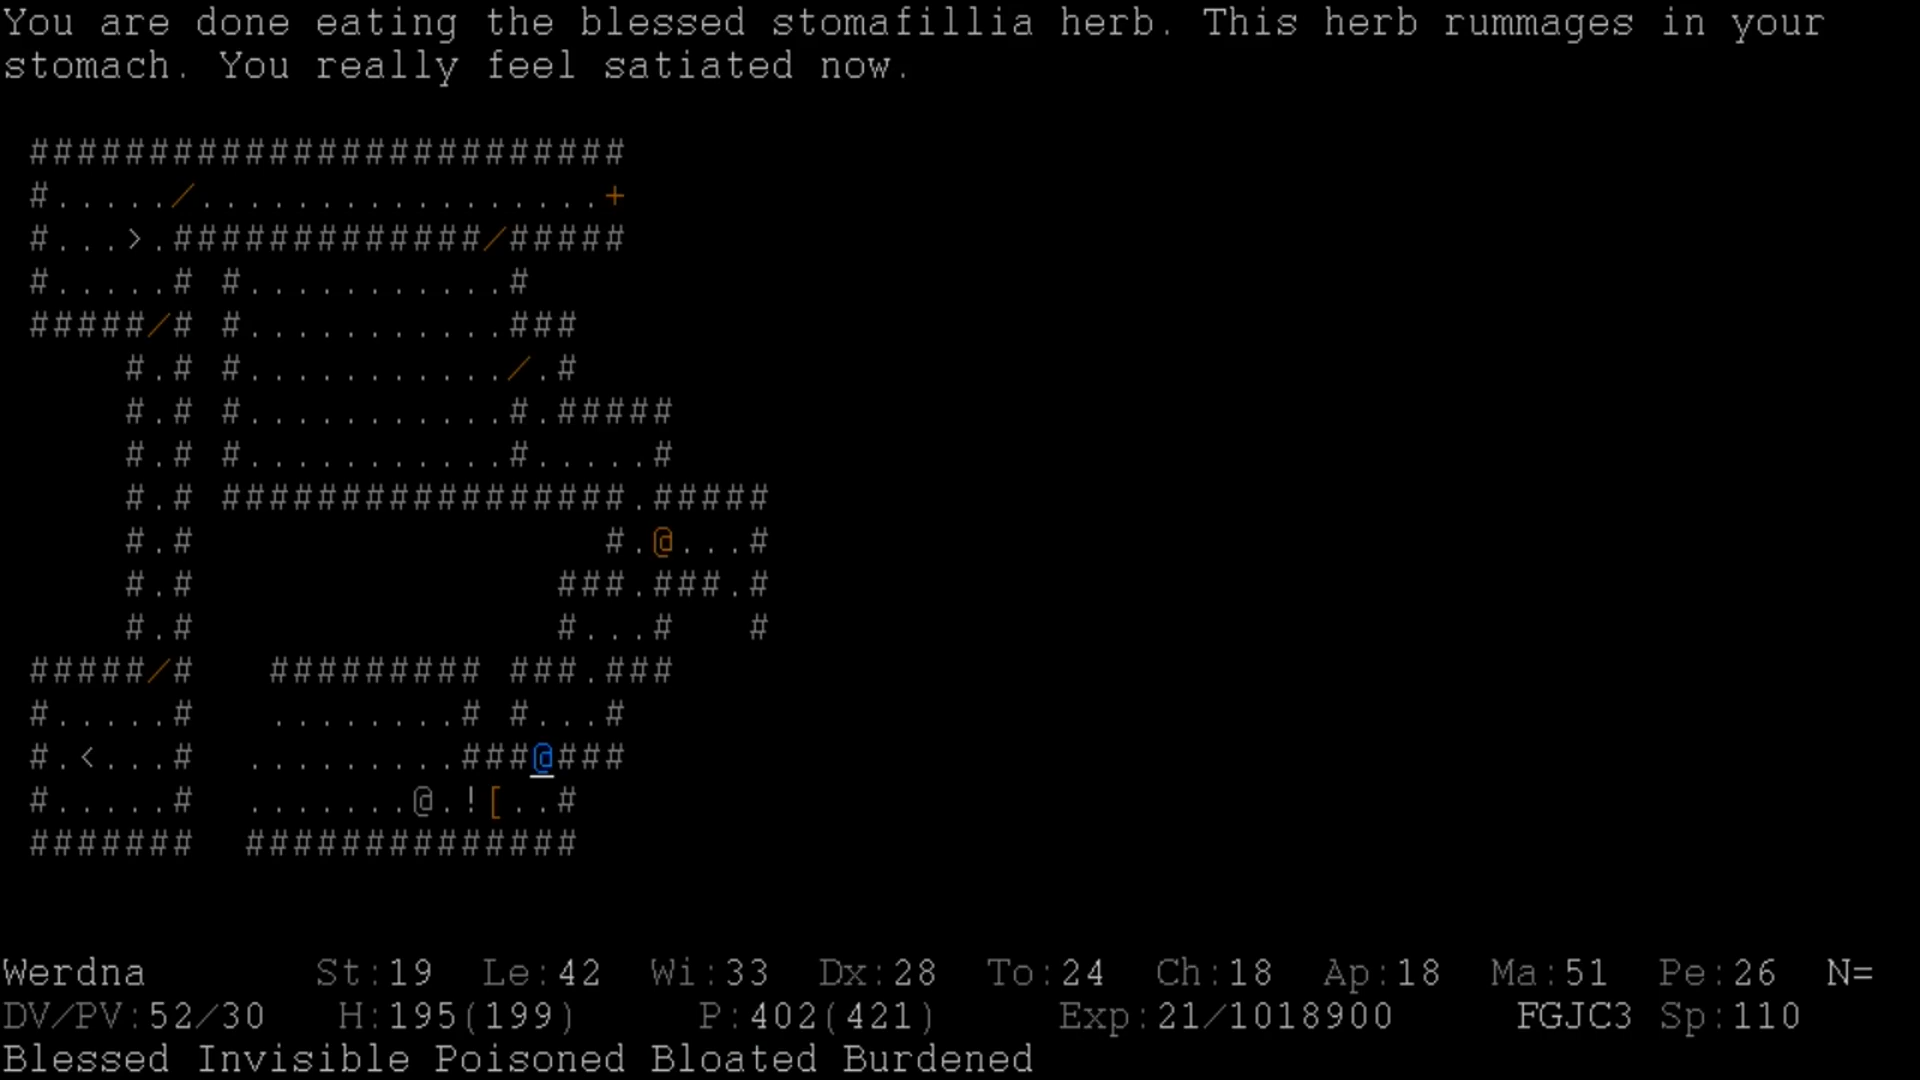 You are done eating the blessed stomafillia herb. This herb rummages in your
stomach. You really feel satiated now.
 #########################
 #...../.................+
 #...>.#############/#####
 #.....# #...........#
 #####/# #...........###
     #.# #.........../.#
     #.# #...........#.#####
     #.# #...........#.....#
     #.# #################.#####
     #.#                 #.@...#
     #.#               ###.###.#
     #.#               #...#   #
 #####/#   ######### ###.###
 #.....#   ........# #...#
 #.<...#  .........###@###
 #.....#  .......@.![..#
 #######  ##############
Werdna St:19 Le:42 Wi:33 Dx:28 To:24 Ch:18 Ap:18 Ma:51 Pe:26 N=
DV/PV:52/30 H:195(199) P:402(421) Exp:21/1018900 FGJC3 Sp:110
Blessed Invisible Poisoned Bloated Burdened